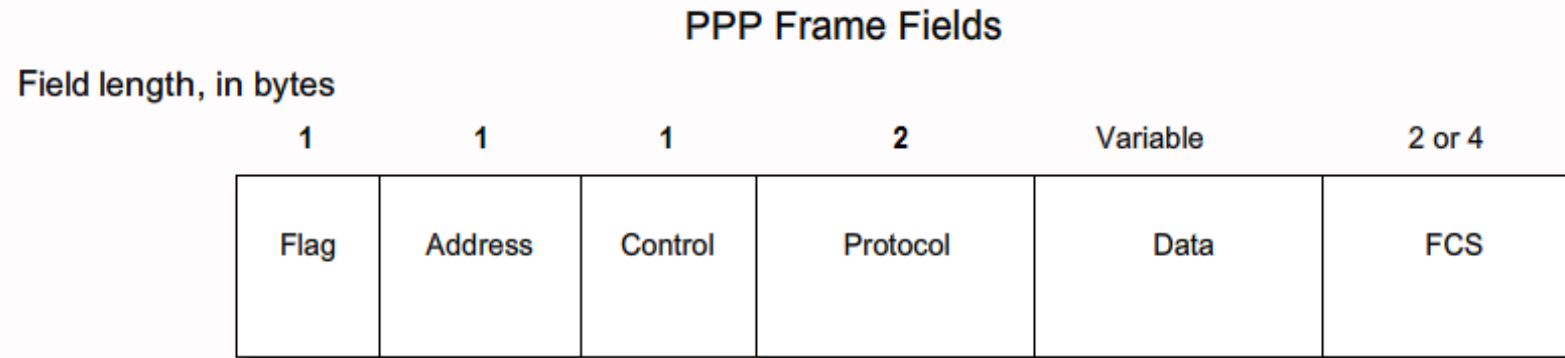 PPP Frame Fields
Field length, in bytes
1 1 1 2 Variable 2 or 4
Flag Address Control Protocol Data FCS